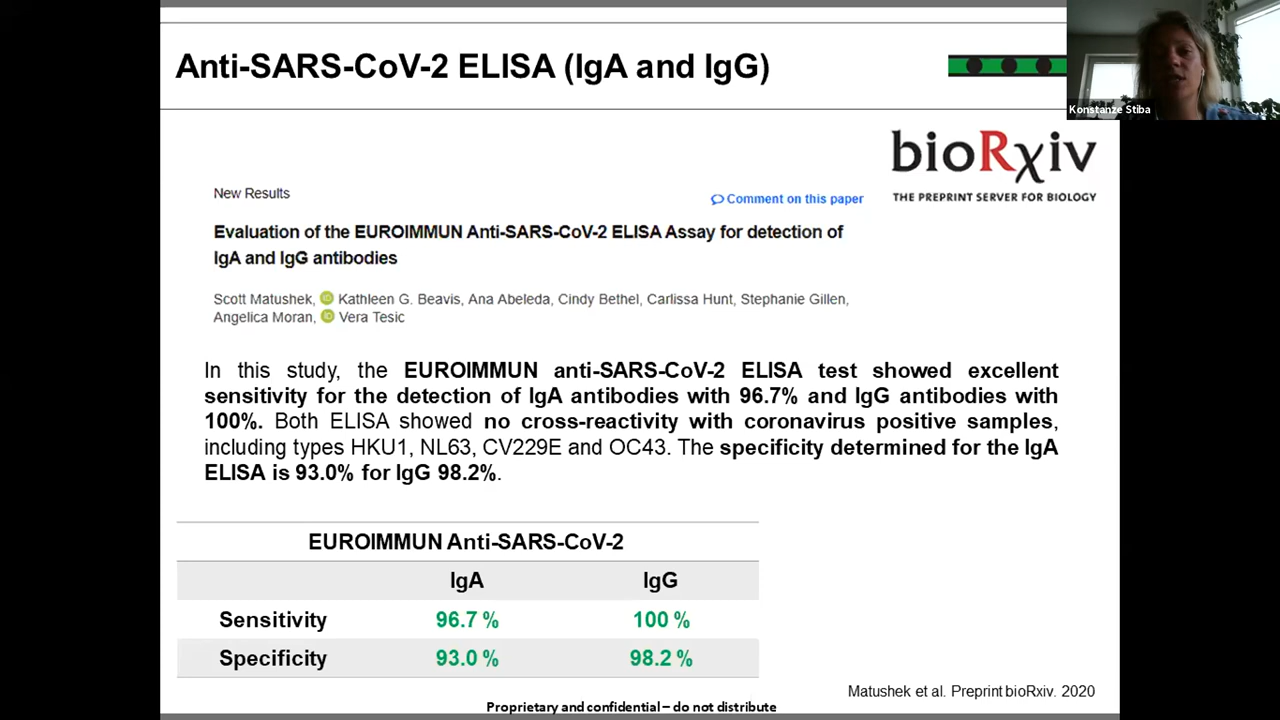 Anti-SARS-CoV-2 ELISA (IgA and IgG)
Konstanze Stiba
bioRχiv
THE PREPRINT SERVER FOR BIOLOGY
New Results
Comment on this paper
Evaluation of the EUROIMMUN Anti-SARS-CoV-2 ELISA Assay for detection of
IgA and IgG antibodies
Scott Matushek, iD Kathleen G. Beavis, Ana Abeleda, Cindy Bethel, Carlissa Hunt, Stephanie Gillen,
Angelica Moran, iD Vera Tesic
In this study, the EUROIMMUN anti-SARS-CoV-2 ELISA test showed excellent
sensitivity for the detection of IgA antibodies with 96.7% and IgG antibodies with
100%. Both ELISA showed no cross-reactivity with coronavirus positive samples,
including types HKU1, NL63, CV229E and OC43. The specificity determined for the IgA
ELISA is 93.0% for IgG 98.2%.
EUROIMMUN Anti-SARS-CoV-2
IgA IgG
Sensitivity 96.7 % 100 %
Specificity 93.0 % 98.2 %
Matushek et al. Preprint bioRxiv. 2020
Proprietary and confidential – do not distribute